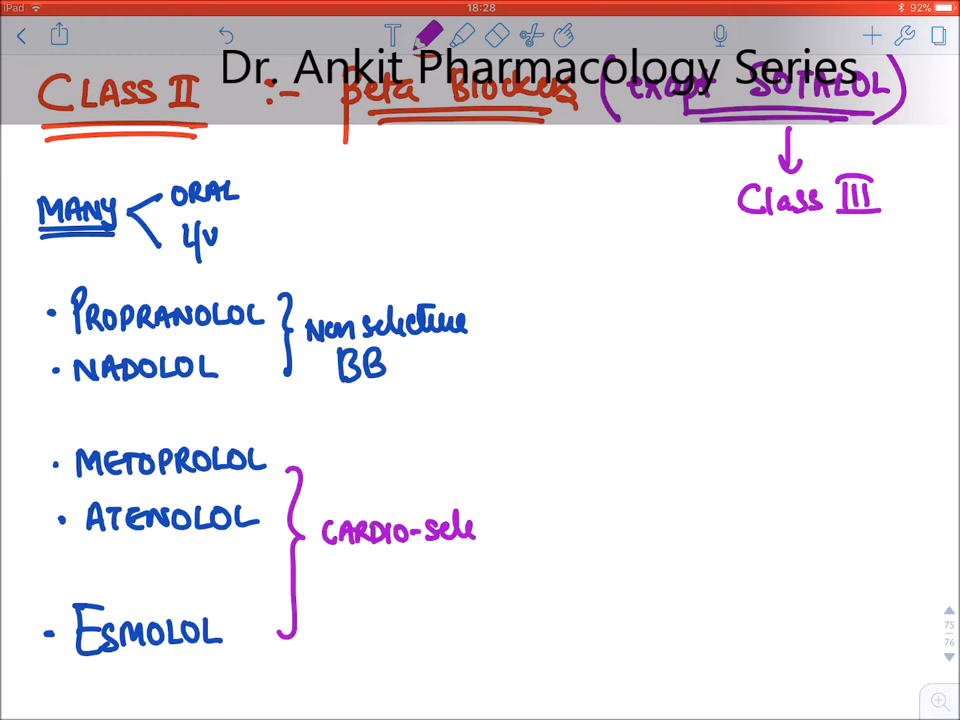 iPad 18:28 92%
T
Dr. Ankit Pharmacology Series
CLASS II :- Beta Blockers (except SOTALOL)
Class III
MANY
ORAL
I/V
• PROPRANOLOL
• NADOLOL
Non selective
BB
• METOPROLOL
• ATENOLOL
CARDIO-sele
• ESMOLOL
75
76